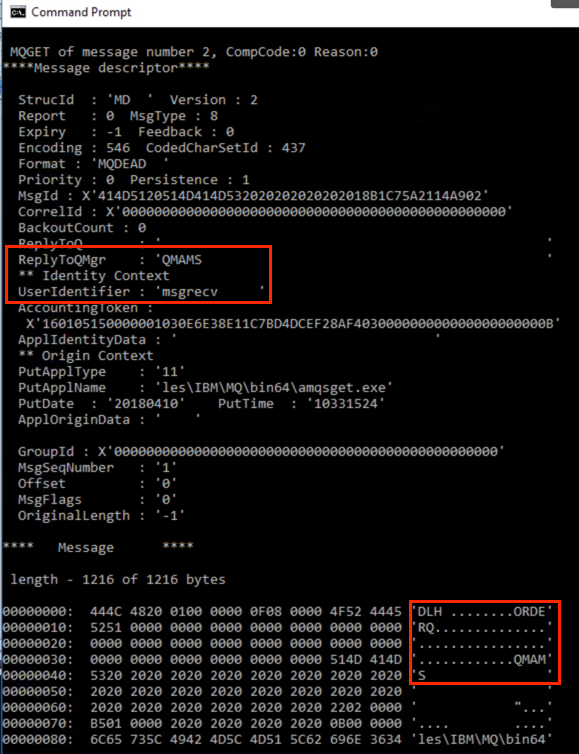 Command Prompt
MQGET of message number 2, CompCode:0 Reason:0
****Message descriptor****
StrucId  : 'MD  '  Version : 2
Report   : 0  MsgType : 8
Expiry   : -1  Feedback : 0
Encoding : 546  CodedCharSetId : 437
Format : 'MQDEAD  '
Priority : 0  Persistence : 1
MsgId : X'414D5120514D414D532020202020202018B1C75A2114A902'
CorrelId : X'000000000000000000000000000000000000000000000000'
BackoutCount : 0
ReplyToQ       : '                                                '
ReplyToQMgr    : 'QMAMS                                           '
** Identity Context
UserIdentifier : 'msgrecv     '
AccountingToken :
X'160105150000001030E6E38E11C7BD4DCEF28AF40300000000000000000000000B'
ApplIdentityData : '                                '
** Origin Context
PutApplType    : '11'
PutApplName    : 'les\IBM\MQ\bin64\amqsget.exe'
PutDate  : '20180410'    PutTime  : '10331524'
ApplOriginData : '    '
GroupId : X'000000000000000000000000000000000000000000000000'
MsgSeqNumber   : '1'
Offset         : '0'
MsgFlags       : '0'
OriginalLength : '-1'
****   Message      ****
length - 1216 of 1216 bytes
00000000:  444C 4820 0100 0000 0F08 0000 4F52 4445 'DLH ........ORDE'
00000010:  5251 0000 0000 0000 0000 0000 0000 0000 'RQ..............'
00000020:  0000 0000 0000 0000 0000 0000 0000 0000 '................'
00000030:  0000 0000 0000 0000 0000 0000 514D 414D '............QMAM'
00000040:  5320 2020 2020 2020 2020 2020 2020 2020 'S               '
00000050:  2020 2020 2020 2020 2020 2020 2020 2020 '                '
00000060:  2020 2020 2020 2020 2020 2020 2202 0000 '            "...'
00000070:  B501 0000 2020 2020 2020 2020 0B00 0000 '....        ....'
00000080:  6C65 735C 4942 4D5C 4D51 5C62 696E 3634 'les\IBM\MQ\bin64'